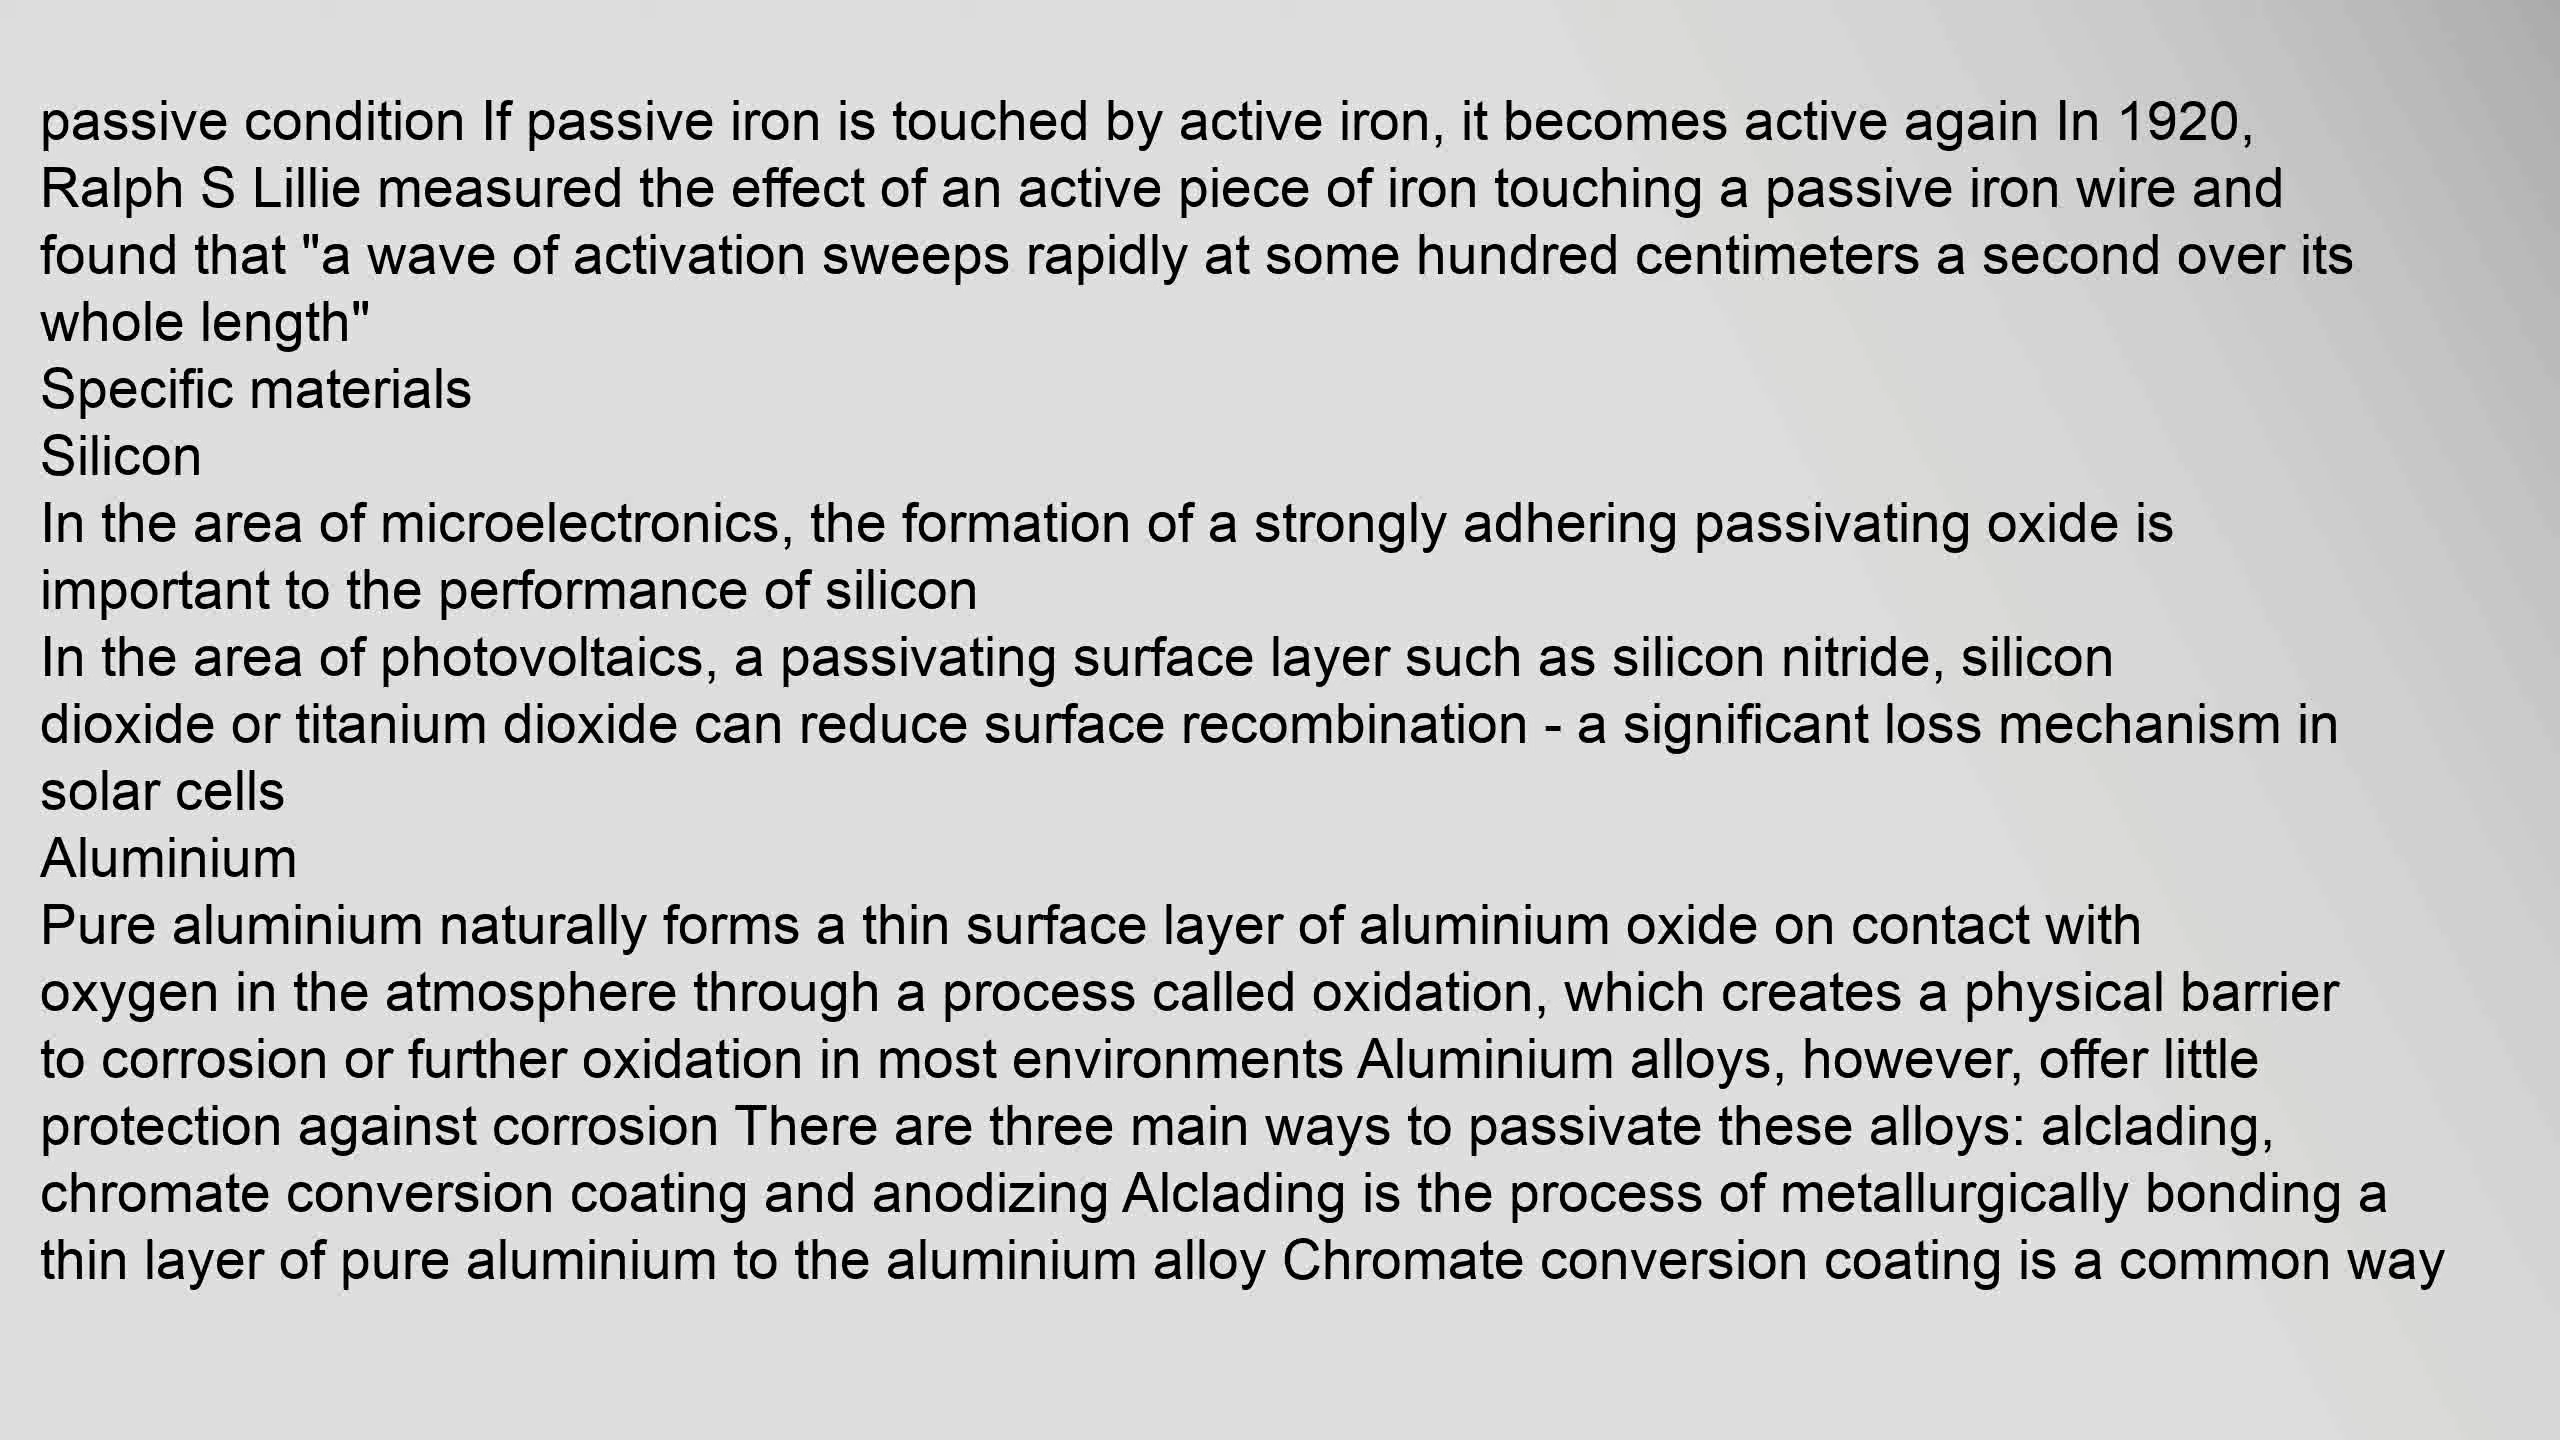 passive condition If passive iron is touched by active iron, it becomes active again In 1920,
Ralph S Lillie measured the effect of an active piece of iron touching a passive iron wire and
found that "a wave of activation sweeps rapidly at some hundred centimeters a second over its
whole length"
Specific materials
Silicon
In the area of microelectronics, the formation of a strongly adhering passivating oxide is
important to the performance of silicon
In the area of photovoltaics, a passivating surface layer such as silicon nitride, silicon
dioxide or titanium dioxide can reduce surface recombination - a significant loss mechanism in
solar cells
Aluminium
Pure aluminium naturally forms a thin surface layer of aluminium oxide on contact with
oxygen in the atmosphere through a process called oxidation, which creates a physical barrier
to corrosion or further oxidation in most environments Aluminium alloys, however, offer little
protection against corrosion There are three main ways to passivate these alloys: alclading,
chromate conversion coating and anodizing Alclading is the process of metallurgically bonding a
thin layer of pure aluminium to the aluminium alloy Chromate conversion coating is a common way